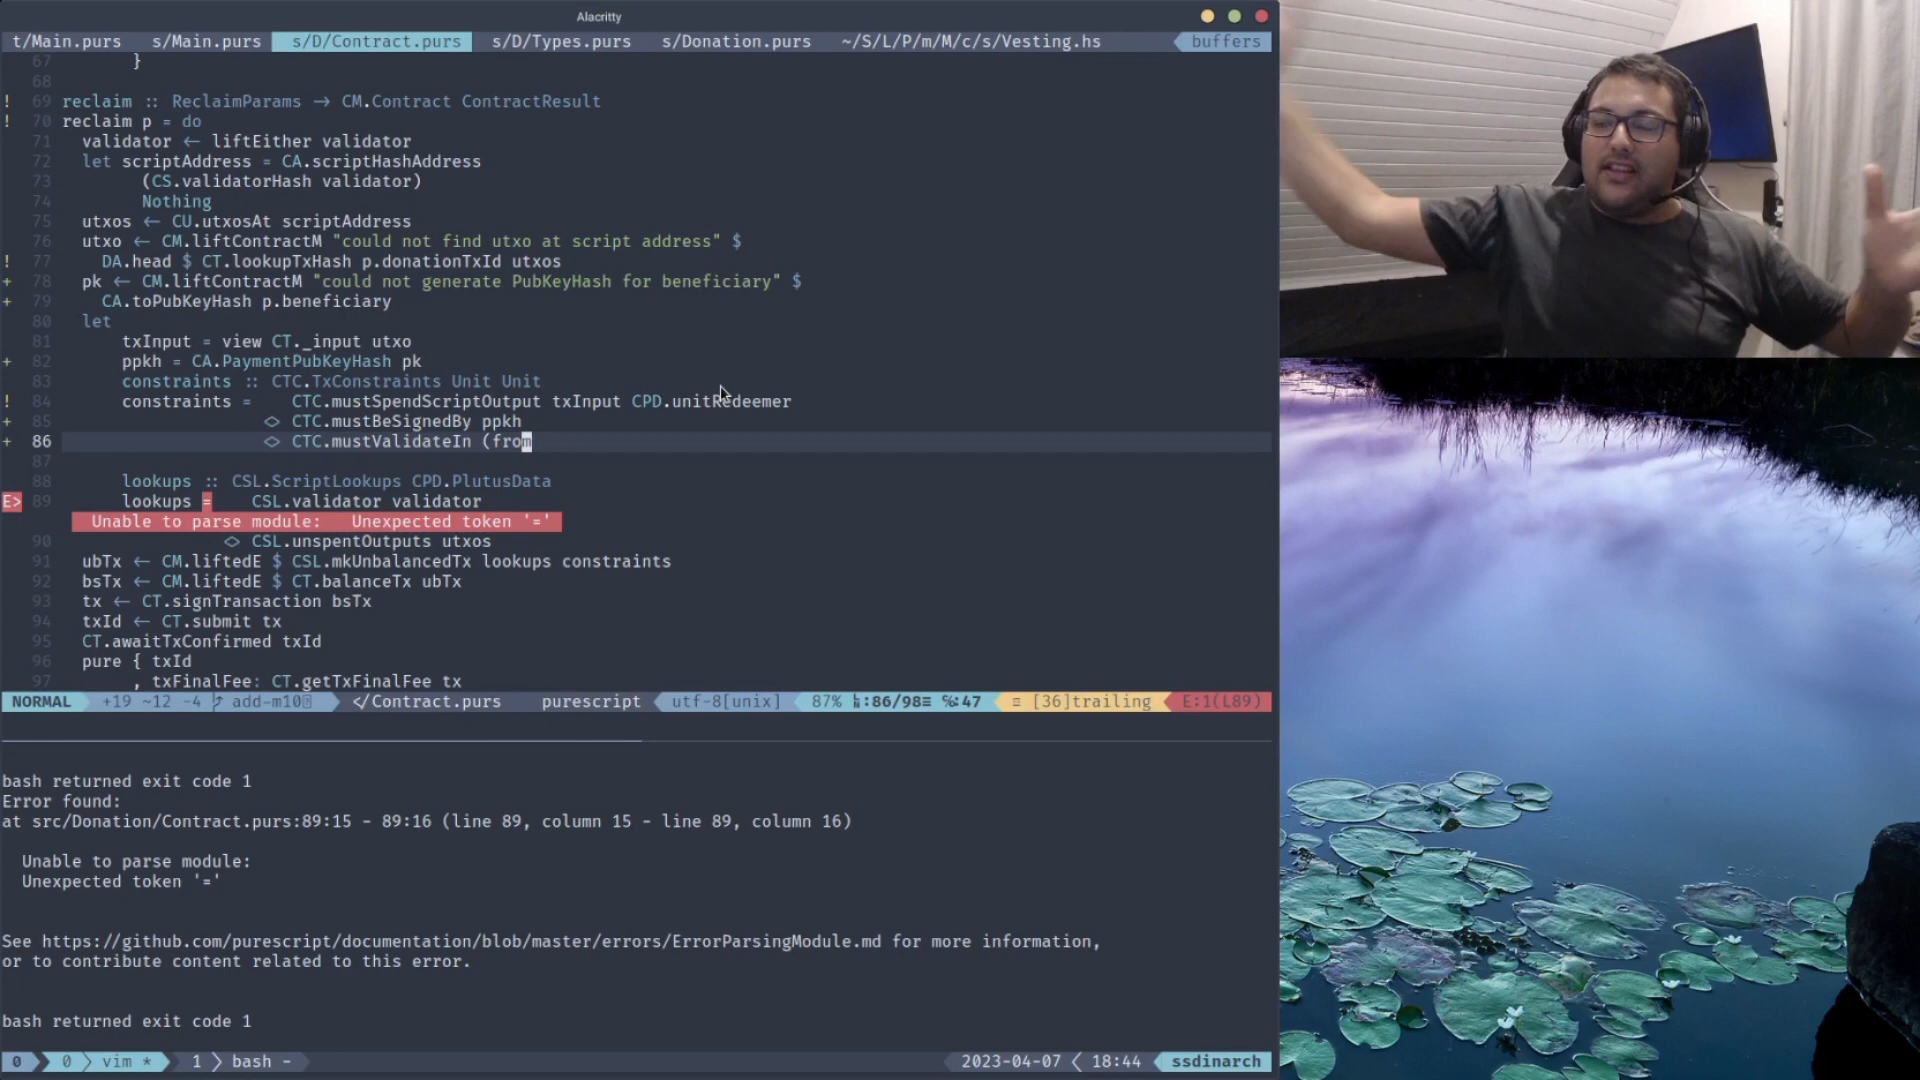 Alacritty
t/Main.purs s/Main.purs s/D/Contract.purs s/D/Types.purs s/Donation.purs ~/S/L/P/m/M/c/s/Vesting.hs buffers
67 }
68
! 69 reclaim :: ReclaimParams → CM.Contract ContractResult
! 70 reclaim p = do
71 validator ← liftEither validator
72 let scriptAddress = CA.scriptHashAddress
73 (CS.validatorHash validator)
74 Nothing
75 utxos ← CU.utxosAt scriptAddress
76 utxo ← CM.liftContractM "could not find utxo at script address" $
! 77 DA.head $ CT.lookupTxHash p.donationTxId utxos
+ 78 pk ← CM.liftContractM "could not generate PubKeyHash for beneficiary" $
+ 79 CA.toPubKeyHash p.beneficiary
80 let
81 txInput = view CT._input utxo
+ 82 ppkh = CA.PaymentPubKeyHash pk
83 constraints :: CTC.TxConstraints Unit Unit
! 84 constraints = CTC.mustSpendScriptOutput txInput CPD.unitRedeemer
+ 85 <> CTC.mustBeSignedBy ppkh
+ 86 <> CTC.mustValidateIn (from
87
88 lookups :: CSL.ScriptLookups CPD.PlutusData
E> 89 lookups = CSL.validator validator
Unable to parse module: Unexpected token '='
90 <> CSL.unspentOutputs utxos
91 ubTx ← CM.liftedE $ CSL.mkUnbalancedTx lookups constraints
92 bsTx ← CM.liftedE $ CT.balanceTx ubTx
93 tx ← CT.signTransaction bsTx
94 txId ← CT.submit tx
95 CT.awaitTxConfirmed txId
96 pure { txId
97 , txFinalFee: CT.getTxFinalFee tx
NORMAL +19 ~12 -4 add-m10 </Contract.purs purescript utf-8[unix] 87% :86/98≡ ℅:47 ≡ [36]trailing E:1(L89)
bash returned exit code 1
Error found:
at src/Donation/Contract.purs:89:15 - 89:16 (line 89, column 15 - line 89, column 16)
Unable to parse module:
Unexpected token '='
See https://github.com/purescript/documentation/blob/master/errors/ErrorParsingModule.md for more information,
or to contribute content related to this error.
bash returned exit code 1
0 0 vim * 1 bash - 2023-04-07 18:44 ssdinarch